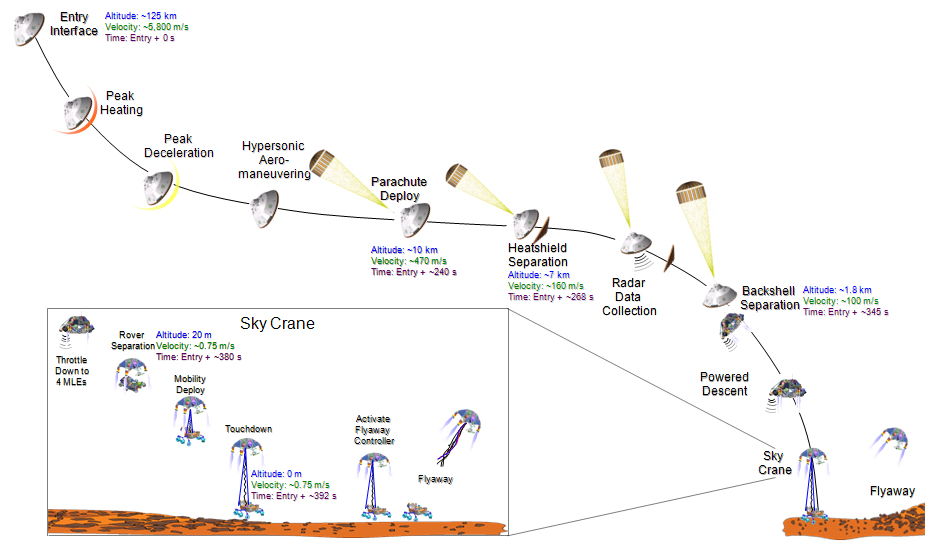 Entry
Interface
Altitude: ~125 km
Velocity: ~5,800 m/s
Time: Entry + 0 s
Peak
Heating
Peak
Deceleration
Hypersonic
Aero-
maneuvering
Parachute
Deploy
Altitude: ~10 km
Velocity: ~470 m/s
Time: Entry + ~240 s
Heatshield
Separation
Altitude: ~7 km
Velocity: ~160 m/s
Time: Entry + ~268 s
Radar
Data
Collection
Backshell
Separation
Altitude: ~1.8 km
Velocity: ~100 m/s
Time: Entry + ~345 s
Powered
Descent
Sky
Crane
Flyaway
Sky Crane
Throttle
Down to
4 MLEs
Rover
Separation
Altitude: 20 m
Velocity: ~0.75 m/s
Time: Entry + ~380 s
Mobility
Deploy
Touchdown
Altitude: 0 m
Velocity: ~0.75 m/s
Time: Entry + ~392 s
Activate
Flyaway
Controller
Flyaway